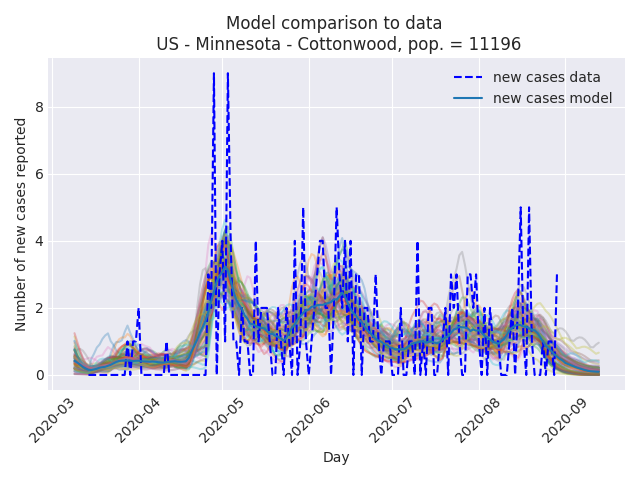 Model comparison to data
US - Minnesota - Cottonwood, pop. = 11196
new cases data
new cases model
Number of new cases reported
8
6
4
2
0
2020-03
2020-04
2020-05
2020-06
2020-07
2020-08
2020-09
Day